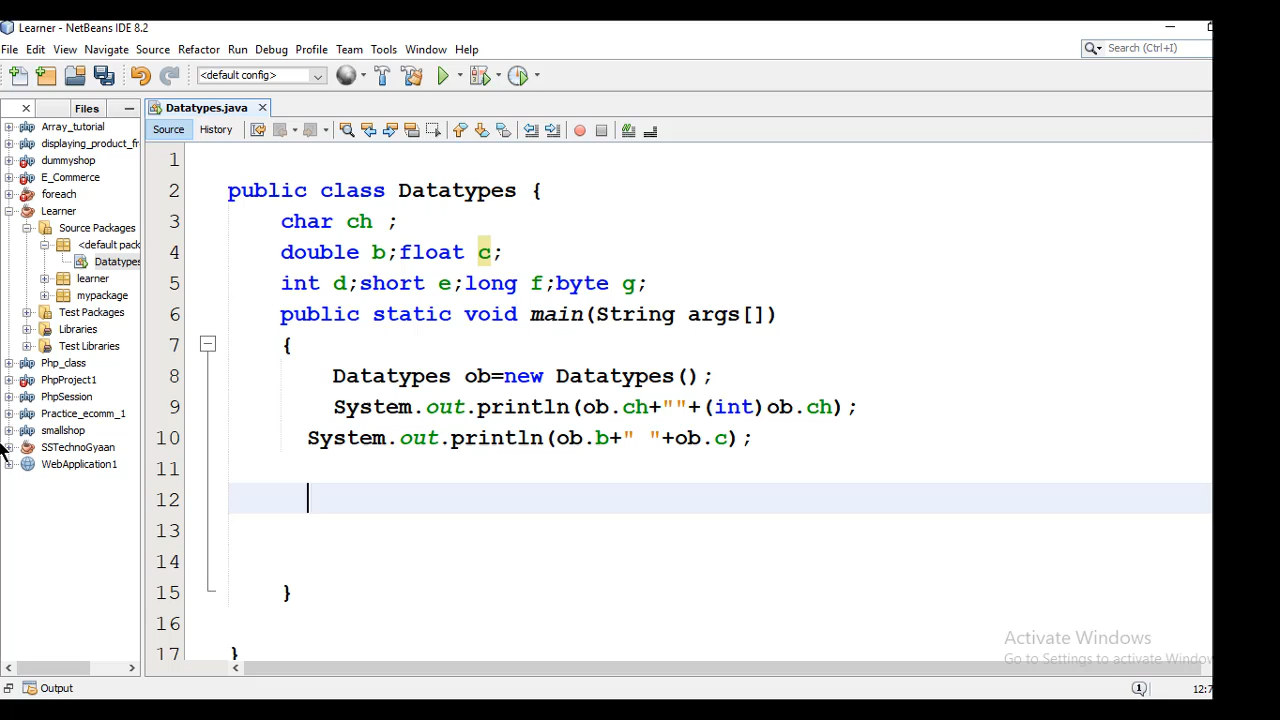 Learner - NetBeans IDE 8.2
File Edit View Navigate Source Refactor Run Debug Profile Team Tools Window Help
Search (Ctrl+I)
<default config>
Files
Datatypes.java
Source History
Array_tutorial
displaying_product_fr
dummyshop
E_Commerce
foreach
Learner
Source Packages
<default pack
Datatypes
learner
mypackage
Test Packages
Libraries
Test Libraries
Php_class
PhpProject1
PhpSession
Practice_ecomm_1
smallshop
SSTechnoGyaan
WebApplication1
1
2 public class Datatypes {
3 char ch ;
4 double b;float c;
5 int d;short e;long f;byte g;
6 public static void main(String args[])
7 {
8 Datatypes ob=new Datatypes();
9 System.out.println(ob.ch+""+(int)ob.ch);
10 System.out.println(ob.b+" "+ob.c);
11
12
13
14
15 }
16
17 }
Activate Windows
Go to Settings to activate Windows
Output
12:7